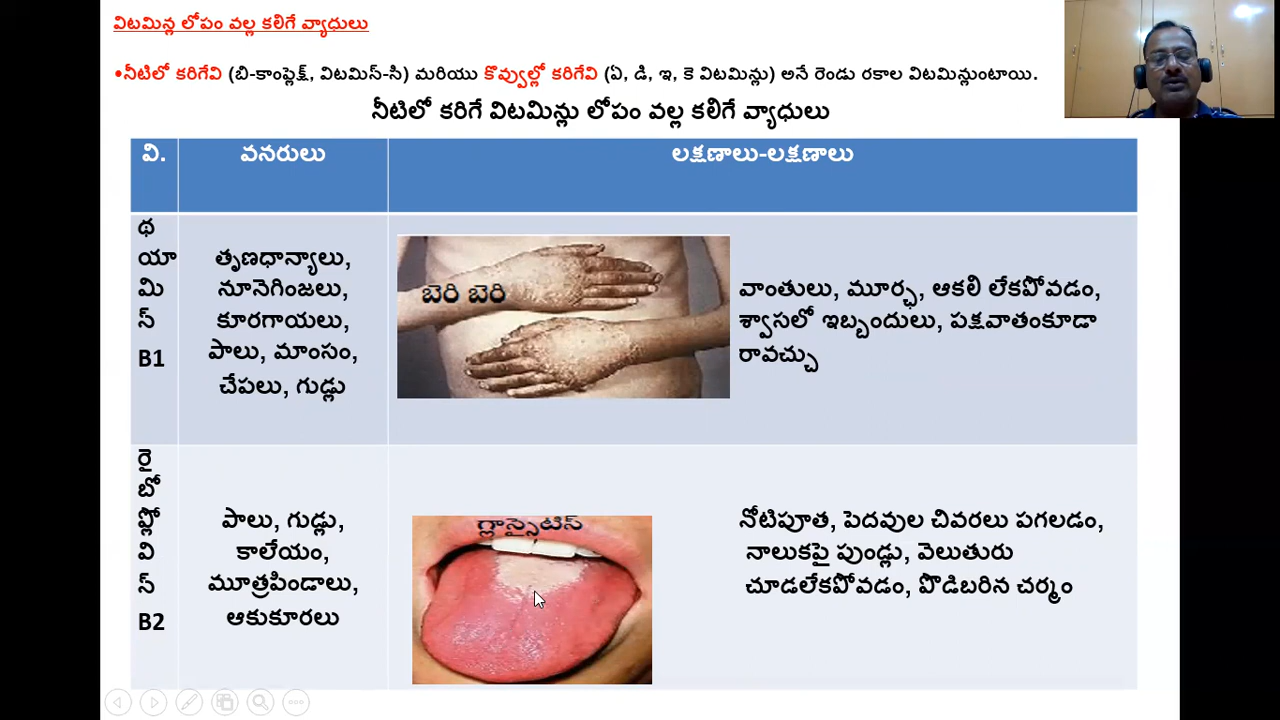 విటమిన్ల లోపం వల్ల కలిగే వ్యాధులు
•నీటిలో కరిగేవి (బి-కాంప్లెక్ష్, విటమిస్-సి) మరియు కొవ్వుల్లో కరిగేవి (ఏ, డి, ఇ, కె విటమిన్లు) అనే రెండు రకాల విటమిన్లుంటాయి.
నీటిలో కరిగే విటమిన్లు లోపం వల్ల కలిగే వ్యాధులు
వి.
వనరులు
లక్షణాలు-లక్షణాలు
థ
యా
మి
స్
B1
తృణధాన్యాలు,
నూనెగింజలు,
కూరగాయలు,
పాలు, మాంసం,
చేపలు, గుడ్లు
బెరి బెరి
వాంతులు, మూర్ఛ, ఆకలి లేకపోవడం,
శ్వాసలో ఇబ్బందులు, పక్షవాతంకూడా
రావచ్చు
రై
బో
ఫ్లో
వి
స్
B2
పాలు, గుడ్లు,
కాలేయం,
మూత్రపిండాలు,
ఆకుకూరలు
గ్లాస్సైటిస్
నోటిపూత, పెదవుల చివరలు పగలడం,
నాలుకపై పుండ్లు, వెలుతురు
చూడలేకపోవడం, పొడిబరిన చర్మం